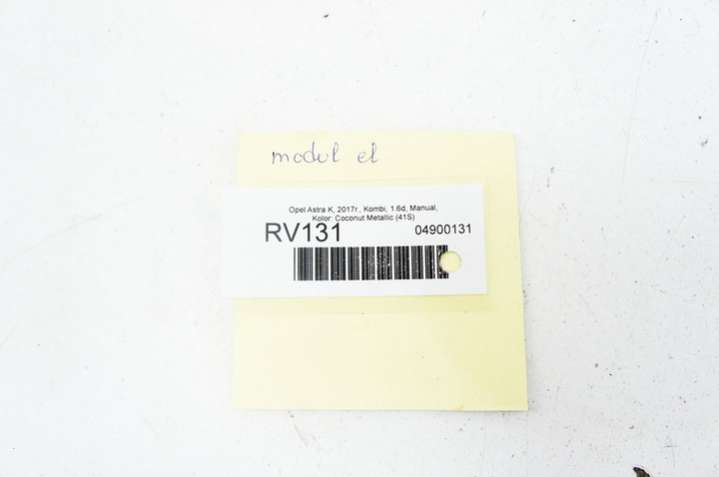 modul el
Opel Astra K, 2017r., Kombi, 1.6d, Manual,
Kolor: Coconut Metallic (41S)
RV131 04900131